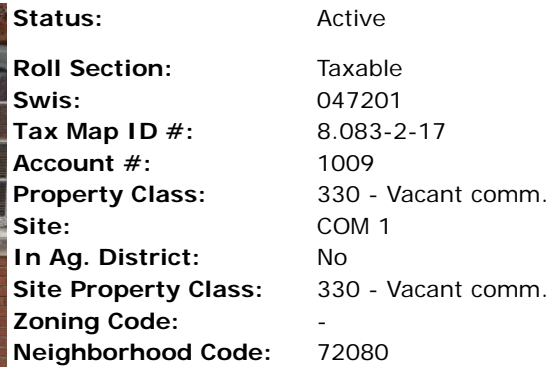 Status: Active
Roll Section: Taxable
Swis: 047201
Tax Map ID #: 8.083-2-17
Account #: 1009
Property Class: 330 - Vacant comm.
Site: COM 1
In Ag. District: No
Site Property Class: 330 - Vacant comm.
Zoning Code: -
Neighborhood Code: 72080